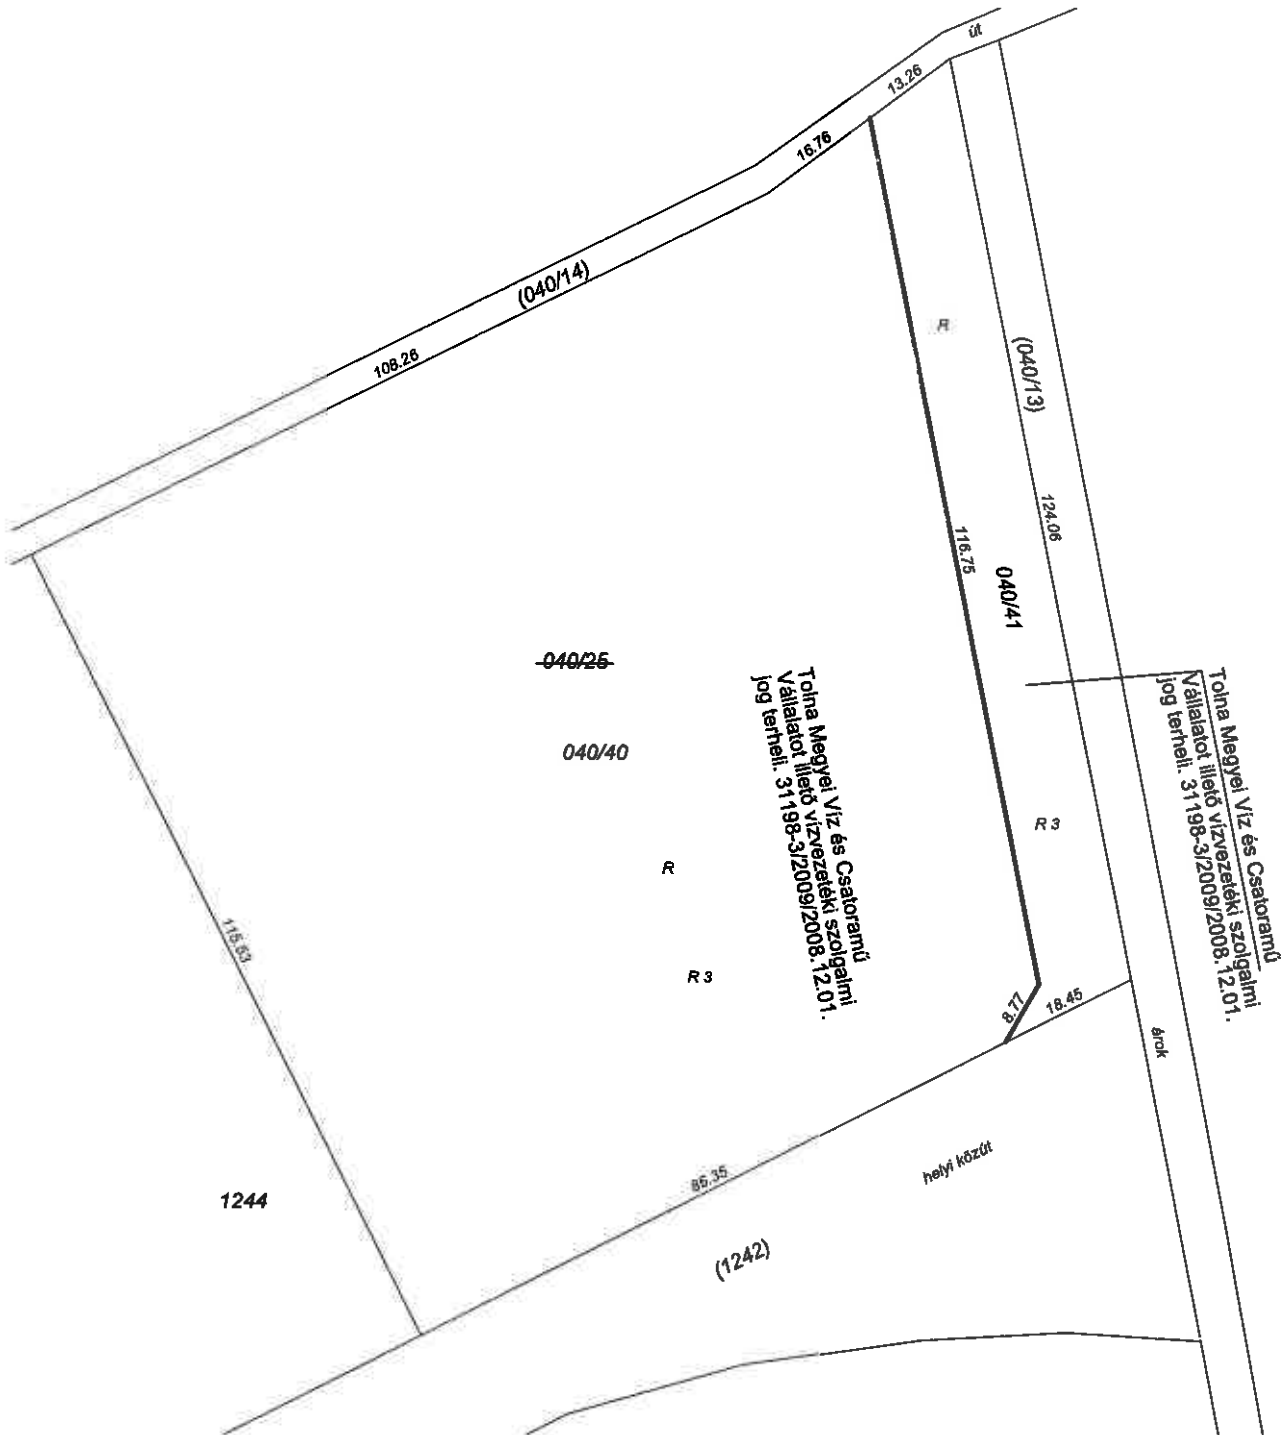 út
13.26
16.76
(040/14)
108.26
R
(040/13)
124.06
116.75
040/41
040/25
040/40
Tolna Megyei Víz és Csatoramű
Vállalatot illető vízvezetéki szolgalmi
jog terheli. 31198-3/2009/2008.12.01.
Tolna Megyei Víz és Csatoramű
Vállalatot illető vízvezetéki szolgalmi
jog terheli. 31198-3/2009/2008.12.01.
R 3
R
115.53
R 3
8.77
18.45
árok
helyi közút
85.35
1244
(1242)